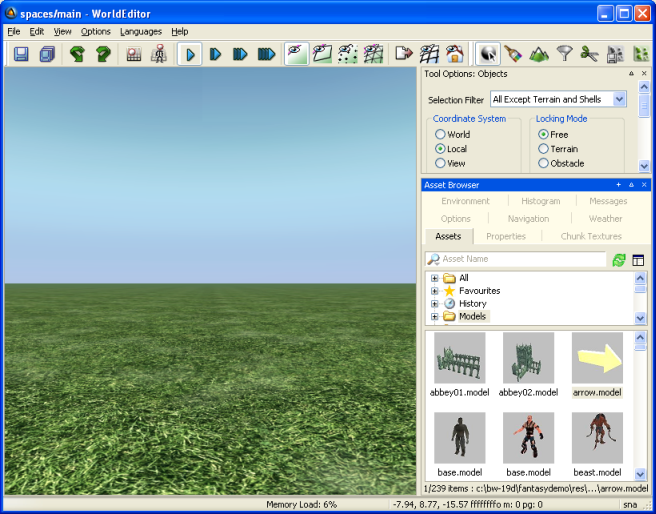 spaces/main - WorldEditor
File Edit View Options Languages Help
Tool Options: Objects
Selection Filter All Except Terrain and Shells
Coordinate System Locking Mode
World Free
Local Terrain
View Obstacle
Asset Browser
Environment Histogram Messages
Options Navigation Weather
Assets Properties Chunk Textures
Asset Name
All
Favourites
History
Models
abbey01.model abbey02.model arrow.model
base.model base.model beast.model
1/239 items : c:\bw-19d\fantasydemo\res\...\arrow.model
Memory Load: 6% -7.94, 8.77, -15.57 ffffffffo m: 0 pg: 0 sna